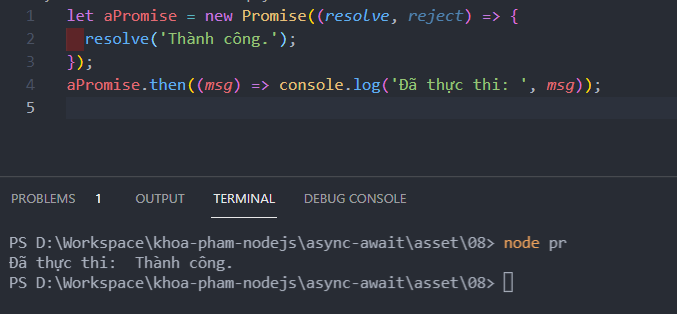 1 let aPromise = new Promise((resolve, reject) => {
2 resolve('Thành công.');
3 });
4 aPromise.then((msg) => console.log('Đã thực thi: ', msg));
5
PROBLEMS 1 OUTPUT TERMINAL DEBUG CONSOLE
PS D:\Workspace\khoa-pham-nodejs\async-await\asset\08> node pr
Đã thực thi:  Thành công.
PS D:\Workspace\khoa-pham-nodejs\async-await\asset\08>